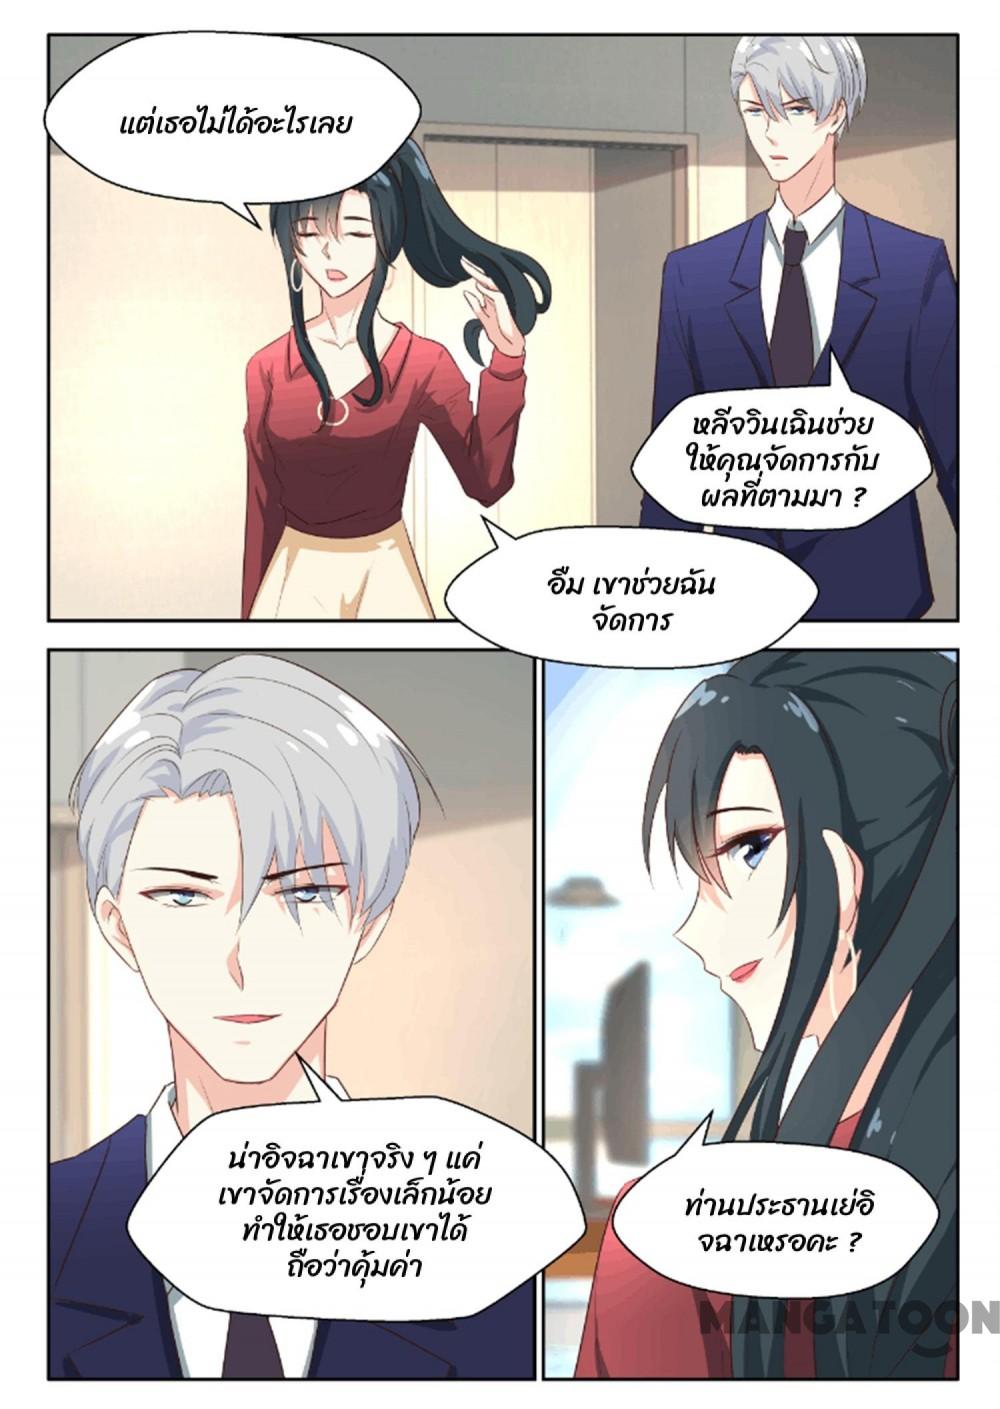 แต่เธอไม่ได้อะไรเลย
หลีจวินเฉินช่วย
ให้คุณจัดการกับ
ผลที่ตามมา ?
อืม เขาช่วยฉัน
จัดการ
น่าอิจฉาเขาจริง ๆ แค่
เขาจัดการเรื่องเล็กน้อย
ทำให้เธอชอบเขาได้
ถือว่าคุ้มค่า
ท่านประธานเย่อิ
จฉาเหรอคะ ?
MANGATOON